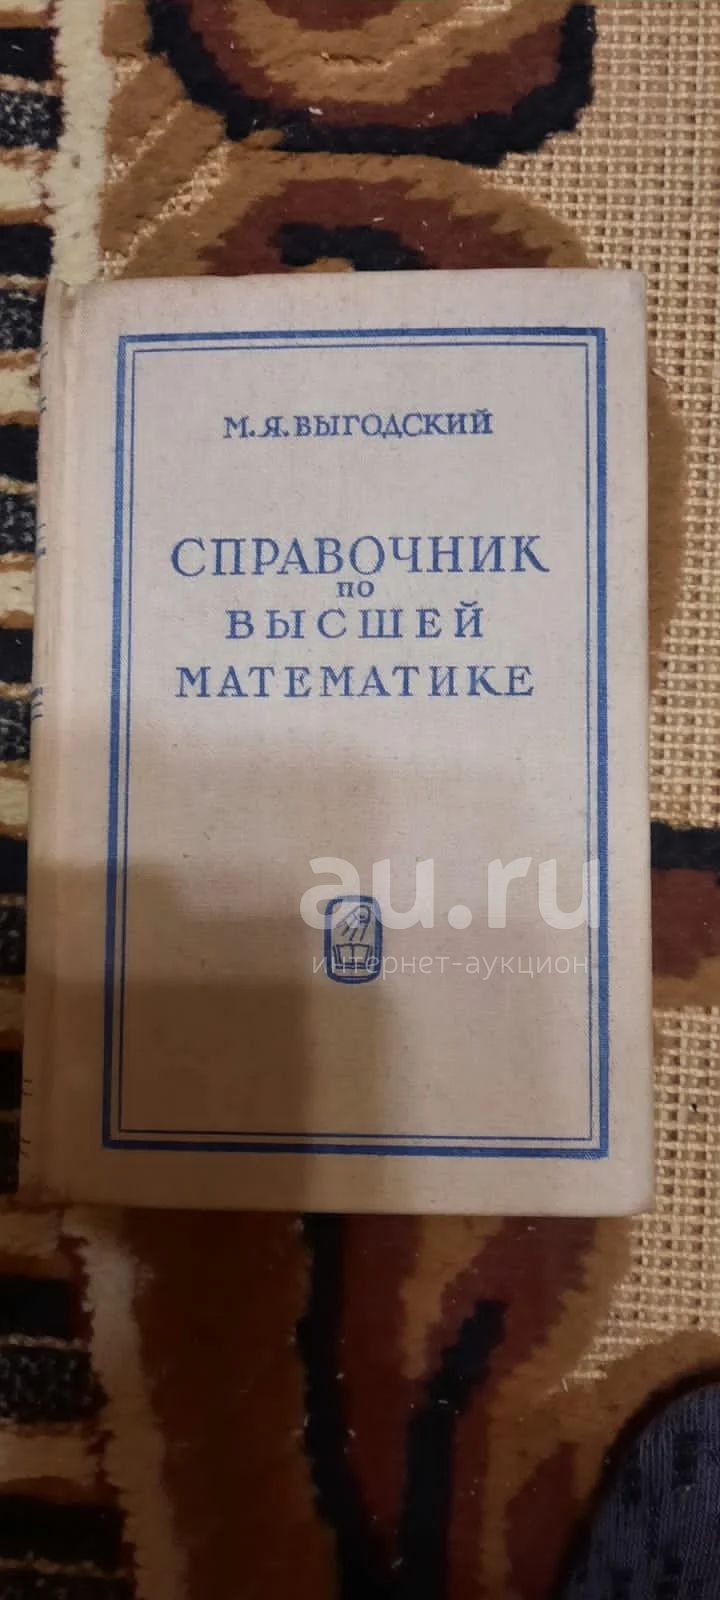 М.Я.ВЫГОДСКИЙ
СПРАВОЧНИК
ПО
ВЫСШЕЙ
МАТЕМАТИКЕ
au.ru
интернет-аукцион